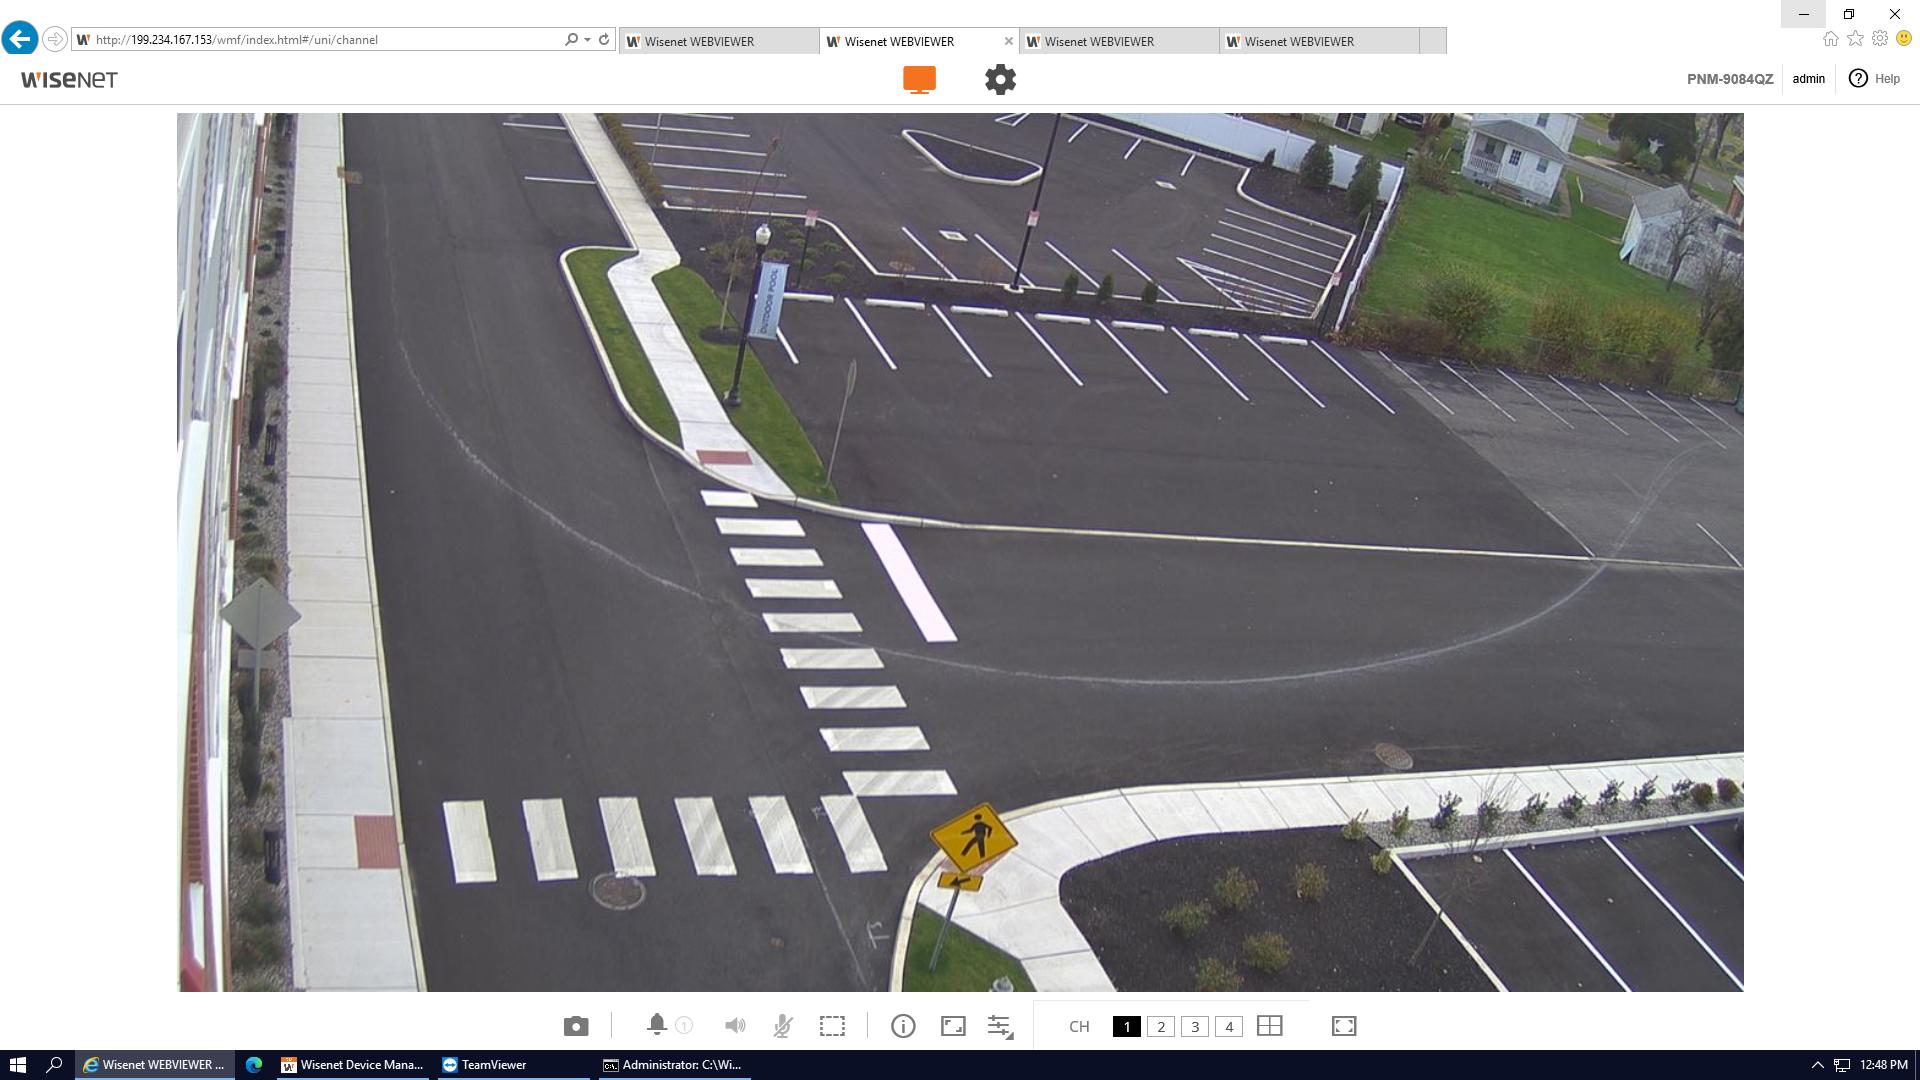 http://199.234.167.153/wmf/index.html#/uni/channel
Wisenet WEBVIEWER
Wisenet WEBVIEWER
Wisenet WEBVIEWER
Wisenet WEBVIEWER
WISENET
PNM-9084QZ
admin
? Help
OUTDOOR POOL
TS
i
1
CH
1
2
3
4
Wisenet WEBVIEWER ...
Wisenet Device Mana...
TeamViewer
Administrator: C:\Wi...
12:48 PM